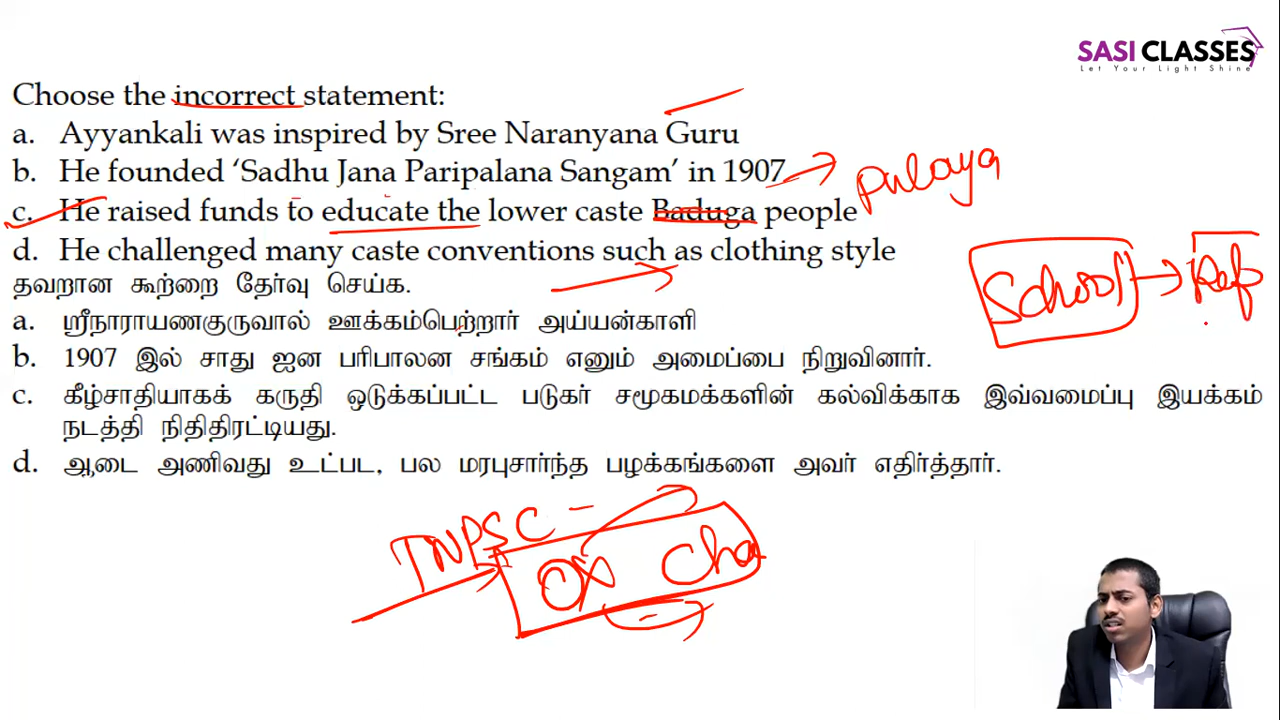 SASI CLASSES
Let Your Light Shine
Choose the incorrect statement:
a. Ayyankali was inspired by Sree Naranyana Guru
b. He founded ‘Sadhu Jana Paripalana Sangam’ in 1907
pulaya
c. He raised funds to educate the lower caste Baduga people
d. He challenged many caste conventions such as clothing style
School → Ref
தவறான கூற்றை தேர்வு செய்க.
a. ஸ்ரீநாராயணகுருவால் ஊக்கம்பெற்றார் அய்யன்காளி
b. 1907 இல் சாது ஐன பரிபாலன சங்கம் எனும் அமைப்பை நிறுவினார்.
c. கீழ்சாதியாகக் கருதி ஒடுக்கப்பட்ட படுகர் சமூகமக்களின் கல்விக்காக இவ்வமைப்பு இயக்கம்
நடத்தி நிதிதிரட்டியது.
d. ஆடை அணிவது உட்பட, பல மரபுசார்ந்த பழக்கங்களை அவர் எதிர்த்தார்.
TNPSC -
Cha